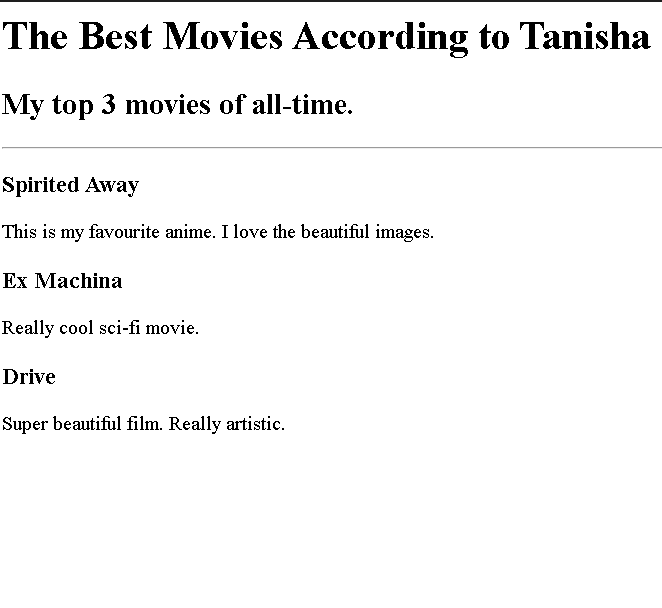 The Best Movies According to Tanisha
My top 3 movies of all-time.
Spirited Away
This is my favourite anime. I love the beautiful images.
Ex Machina
Really cool sci-fi movie.
Drive
Super beautiful film. Really artistic.